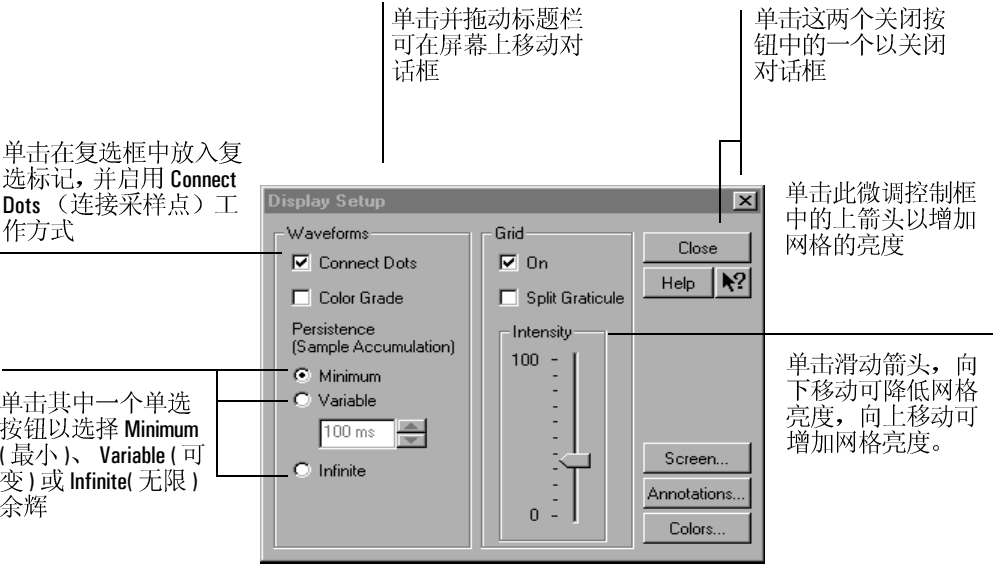 单击并拖动标题栏
可在屏幕上移动对
话框
单击这两个关闭按
钮中的一个以关闭
对话框
单击在复选框中放入复
选标记，并启用 Connect
Dots （连接采样点）工
作方式
单击其中一个单选
按钮以选择 Minimum
( 最小 )、 Variable ( 可
变 ) 或 Infinite( 无限 )
余辉
Display Setup
Waveforms
Connect Dots
Color Grade
Persistence
(Sample Accumulation)
Minimum
Variable
100 ms
Infinite
Grid
On
Split Graticule
Intensity
100
0
Close
Help
?
Screen...
Annotations...
Colors...
单击此微调控制框
中的上箭头以增加
网格的亮度
单击滑动箭头，向
下移动可降低网格
亮度，向上移动可
增加网格亮度。